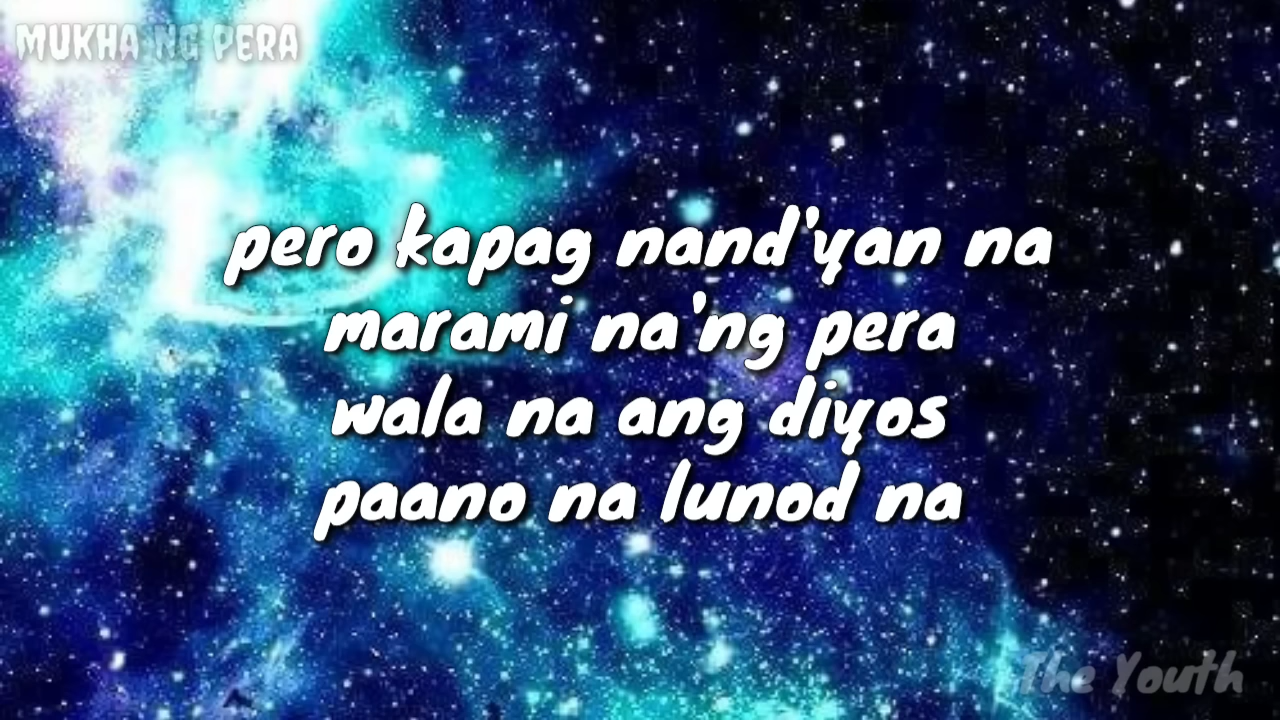 MUKHA NG PERA
pero kapag nand'yan na
marami na'ng pera
wala na ang diyos
paano na lunod na
The Youth